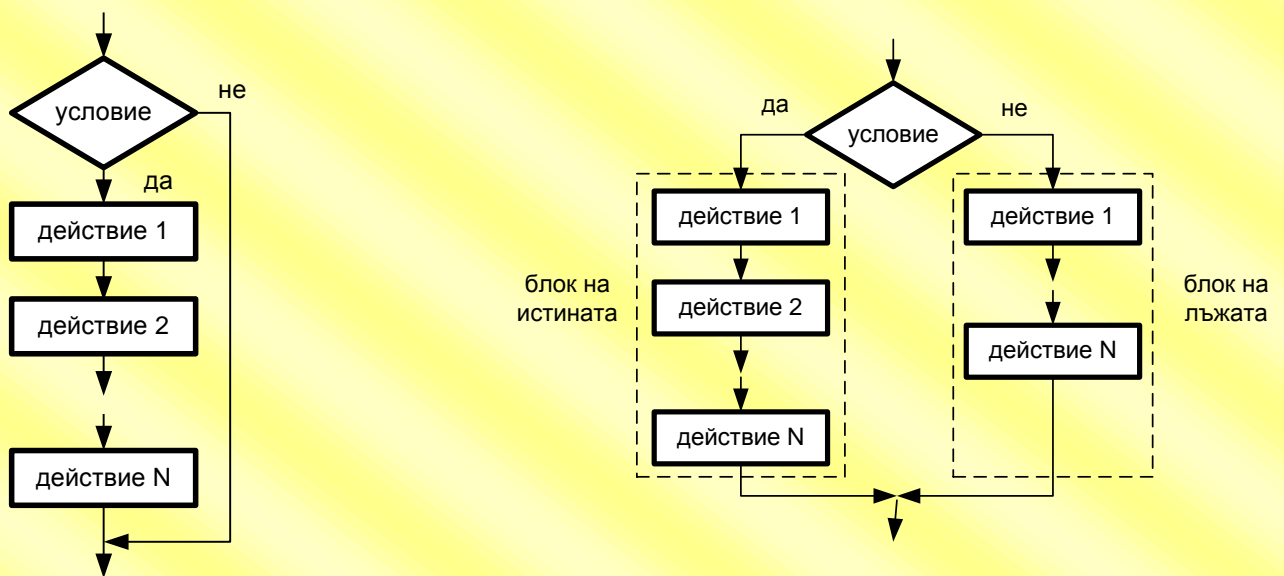 условие
не
да
действие 1
действие 2
действие N
да
условие
не
блок на
истината
действие 1
действие 2
действие N
действие 1
действие N
блок на
лъжата